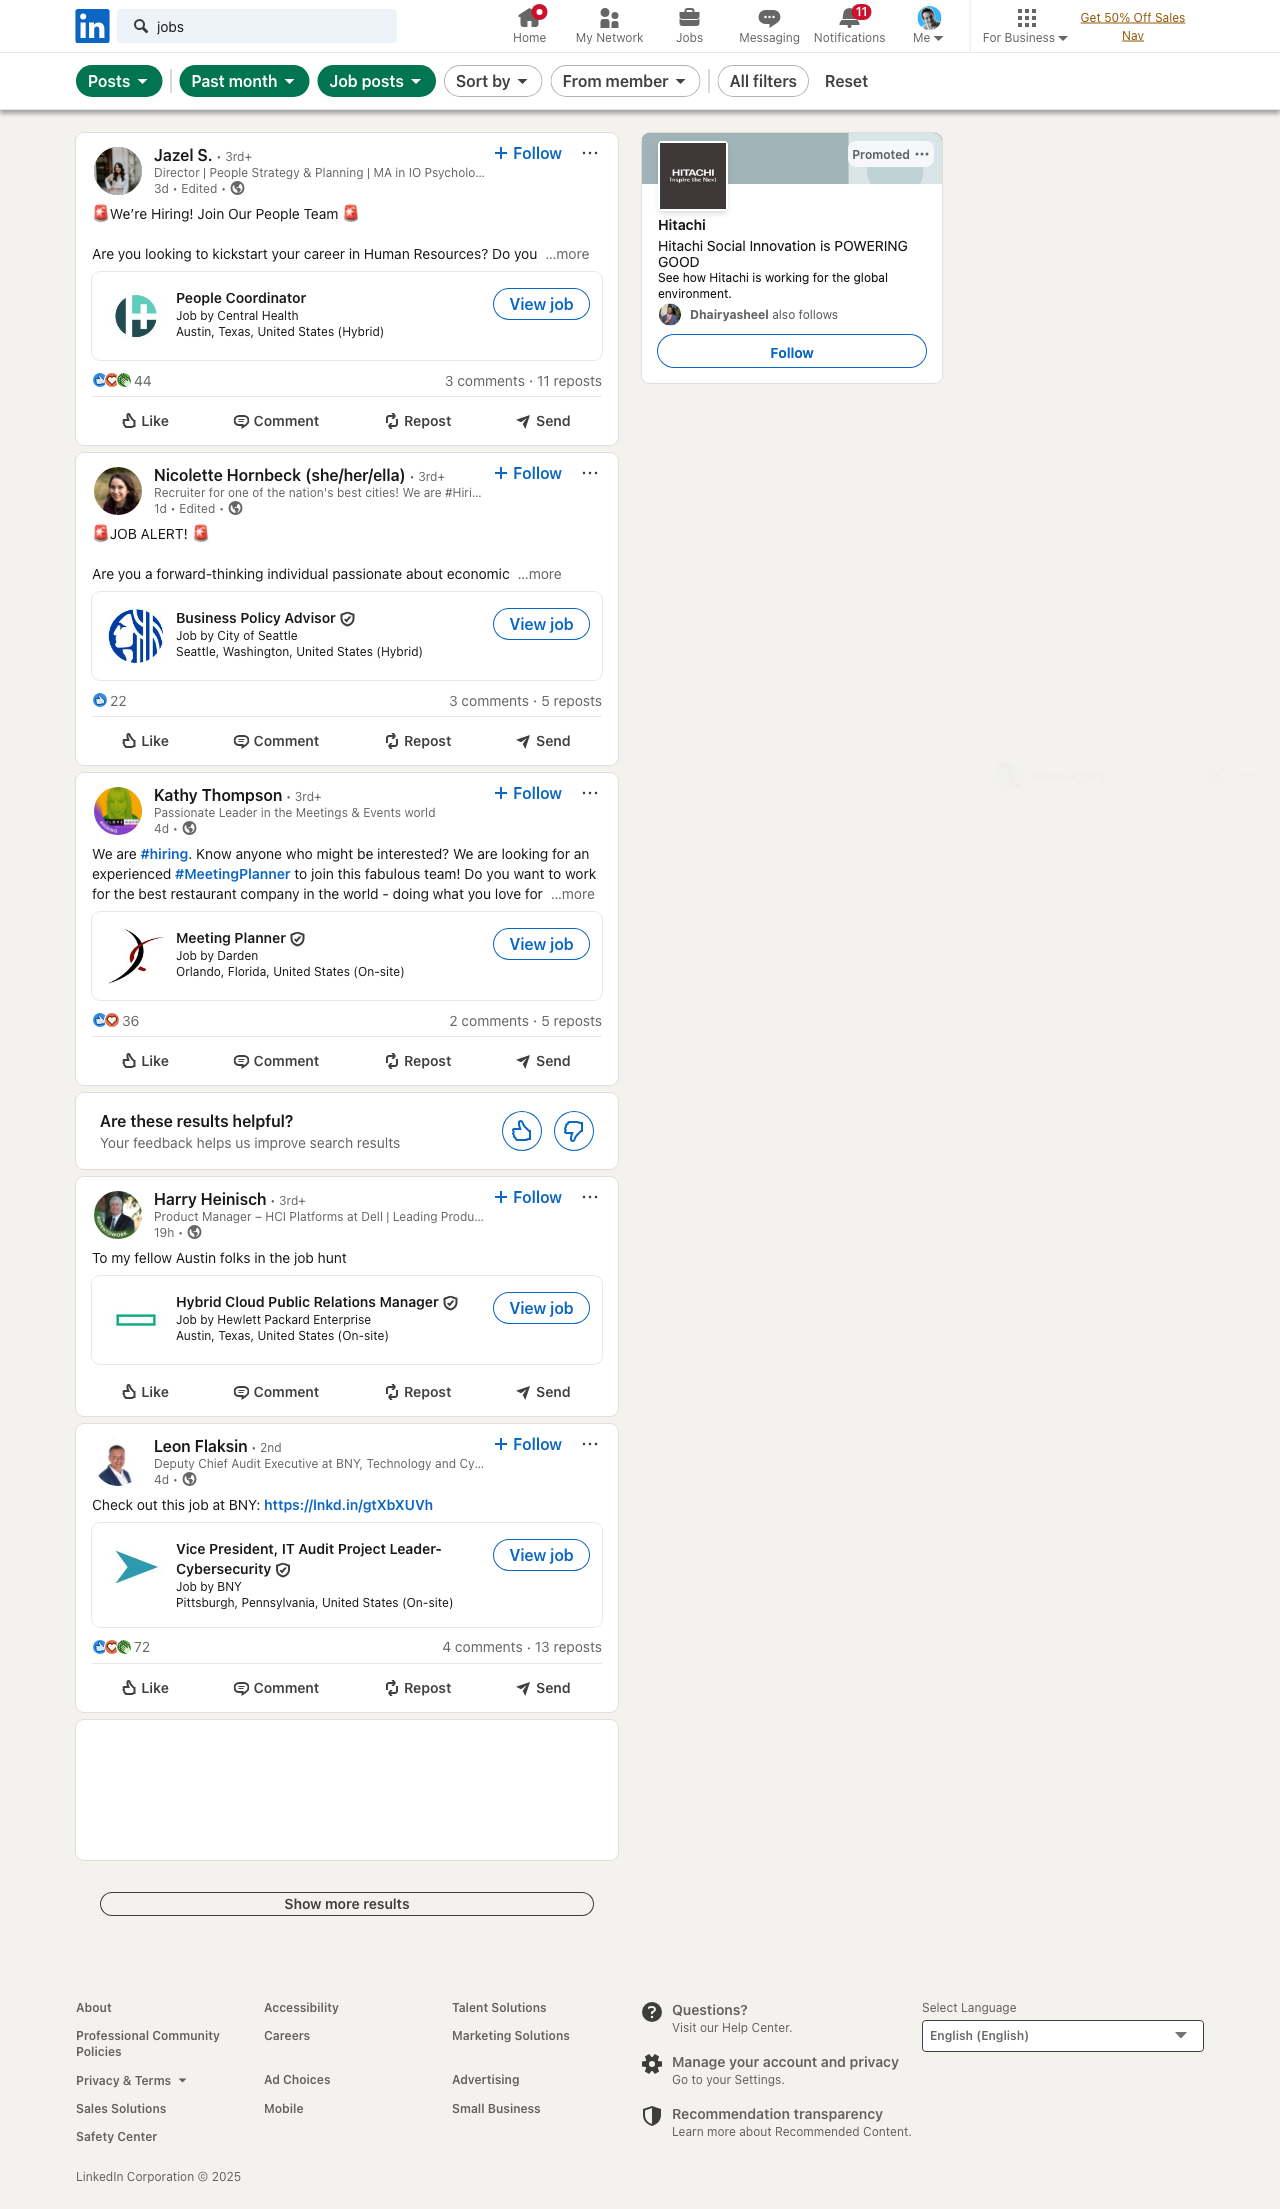 in
jobs
Home
My Network
Jobs
Messaging
11
Notifications
Me
For Business
Get 50% Off Sales
Nav
Posts
Past month
Job posts
Sort by
From member
All filters
Reset
Jazel S. • 3rd+
Director | People Strategy & Planning | MA in IO Psycholo...
3d • Edited •
+ Follow
🚨We’re Hiring! Join Our People Team 🚨
Are you looking to kickstart your career in Human Resources? Do you …more
People Coordinator
Job by Central Health
Austin, Texas, United States (Hybrid)
View job
44
3 comments · 11 reposts
Like
Comment
Repost
Send
Nicolette Hornbeck (she/her/ella) • 3rd+
Recruiter for one of the nation's best cities! We are #Hiri...
1d • Edited •
+ Follow
🚨JOB ALERT! 🚨
Are you a forward-thinking individual passionate about economic …more
Business Policy Advisor
Job by City of Seattle
Seattle, Washington, United States (Hybrid)
View job
22
3 comments · 5 reposts
Like
Comment
Repost
Send
Kathy Thompson • 3rd+
Passionate Leader in the Meetings & Events world
4d •
+ Follow
We are #hiring. Know anyone who might be interested? We are looking for an
experienced #MeetingPlanner to join this fabulous team! Do you want to work
for the best restaurant company in the world - doing what you love for …more
Meeting Planner
Job by Darden
Orlando, Florida, United States (On-site)
View job
36
2 comments · 5 reposts
Like
Comment
Repost
Send
Are these results helpful?
Your feedback helps us improve search results
Harry Heinisch • 3rd+
Product Manager – HCI Platforms at Dell | Leading Produ...
19h •
+ Follow
To my fellow Austin folks in the job hunt
Hybrid Cloud Public Relations Manager
Job by Hewlett Packard Enterprise
Austin, Texas, United States (On-site)
View job
Like
Comment
Repost
Send
Leon Flaksin • 2nd
Deputy Chief Audit Executive at BNY, Technology and Cy...
4d •
+ Follow
Check out this job at BNY: https://lnkd.in/gtXbXUVh
Vice President, IT Audit Project Leader-
Cybersecurity
Job by BNY
Pittsburgh, Pennsylvania, United States (On-site)
View job
72
4 comments · 13 reposts
Like
Comment
Repost
Send
Show more results
Promoted
HITACHI
Inspire the Next
Hitachi
Hitachi Social Innovation is POWERING
GOOD
See how Hitachi is working for the global
environment.
Dhairyasheel also follows
Follow
Messaging
About
Accessibility
Talent Solutions
Professional Community
Policies
Careers
Marketing Solutions
Privacy & Terms
Ad Choices
Advertising
Sales Solutions
Mobile
Small Business
Safety Center
Questions?
Visit our Help Center.
Manage your account and privacy
Go to your Settings.
Recommendation transparency
Learn more about Recommended Content.
Select Language
English (English)
LinkedIn Corporation © 2025